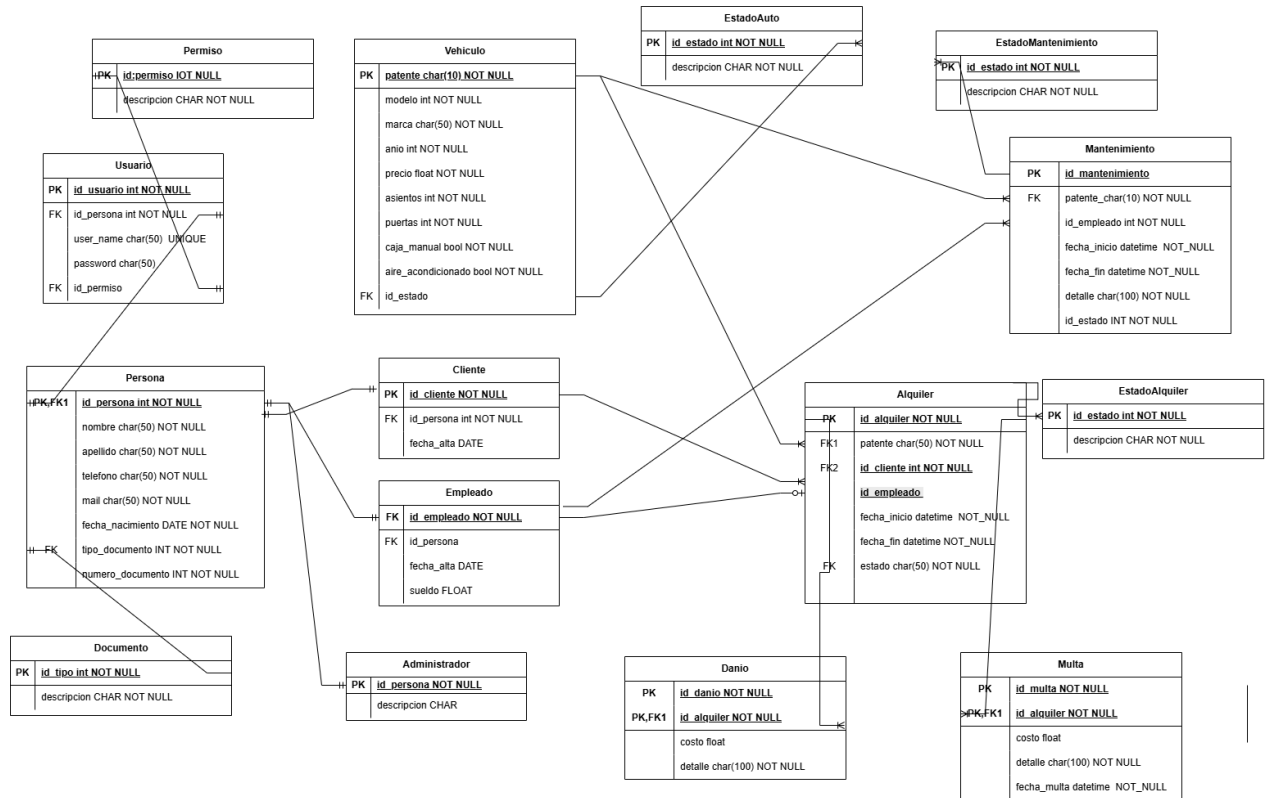 Permiso
PK id;permiso IOT NULL
descripcion CHAR NOT NULL
Usuario
PK id_usuario int NOT NULL
FK id_persona int NOT NULL
user_name char(50) UNIQUE
password char(50)
FK id_permiso
Vehiculo
PK patente char(10) NOT NULL
modelo int NOT NULL
marca char(50) NOT NULL
anio int NOT NULL
precio float NOT NULL
asientos int NOT NULL
puertas int NOT NULL
caja_manual bool NOT NULL
aire_acondicionado bool NOT NULL
FK id_estado
EstadoAuto
PK id_estado int NOT NULL
descripcion CHAR NOT NULL
EstadoMantenimiento
PK id_estado int NOT NULL
descripcion CHAR NOT NULL
Mantenimiento
PK id_mantenimiento
FK patente_char(10) NOT NULL
id_empleado int NOT NULL
fecha_inicio datetime NOT_NULL
fecha_fin datetime NOT_NULL
detalle char(100) NOT NULL
id_estado INT NOT NULL
Persona
PK,FK1 id_persona int NOT NULL
nombre char(50) NOT NULL
apellido char(50) NOT NULL
telefono char(50) NOT NULL
mail char(50) NOT NULL
fecha_nacimiento DATE NOT NULL
FK tipo_documento INT NOT NULL
numero_documento INT NOT NULL
Cliente
PK id_cliente NOT NULL
FK id_persona int NOT NULL
fecha_alta DATE
Empleado
FK id_empleado NOT NULL
FK id_persona
fecha_alta DATE
sueldo FLOAT
Alquiler
PK id_alquiler NOT NULL
FK1 patente char(50) NOT NULL
FK2 id_cliente int NOT NULL
id_empleado
fecha_inicio datetime NOT_NULL
fecha_fin datetime NOT_NULL
FK estado char(50) NOT NULL
EstadoAlquiler
PK id_estado int NOT NULL
descripcion CHAR NOT NULL
Documento
PK id_tipo int NOT NULL
descripcion CHAR NOT NULL
Administrador
PK id_persona NOT NULL
descripcion CHAR
Danio
PK id_danio NOT NULL
PK,FK1 id_alquiler NOT NULL
costo float
detalle char(100) NOT NULL
Multa
PK id_multa NOT NULL
PK,FK1 id_alquiler NOT NULL
costo float
detalle char(100) NOT NULL
fecha_multa datetime NOT_NULL